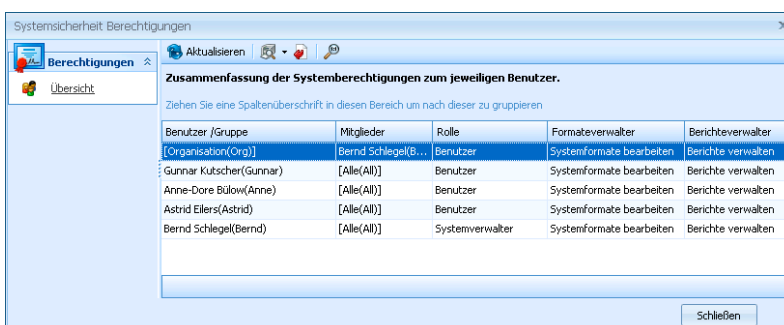 Systemsicherheit Berechtigungen
Berechtigungen
Übersicht
Aktualisieren
Zusammenfassung der Systemberechtigungen zum jeweiligen Benutzer.
Ziehen Sie eine Spaltenüberschrift in diesen Bereich um nach dieser zu gruppieren
Benutzer /Gruppe Mitglieder Rolle Formateverwalter Berichteverwalter
[Organisation(Org)] Bernd Schlegel(B... Benutzer Systemformate bearbeiten Berichte verwalten
Gunnar Kutscher(Gunnar) [Alle(All)] Benutzer Systemformate bearbeiten Berichte verwalten
Anne-Dore Bülow(Anne) [Alle(All)] Benutzer Systemformate bearbeiten Berichte verwalten
Astrid Eilers(Astrid) [Alle(All)] Benutzer Systemformate bearbeiten Berichte verwalten
Bernd Schlegel(Bernd) [Alle(All)] Systemverwalter Systemformate bearbeiten Berichte verwalten
Schließen